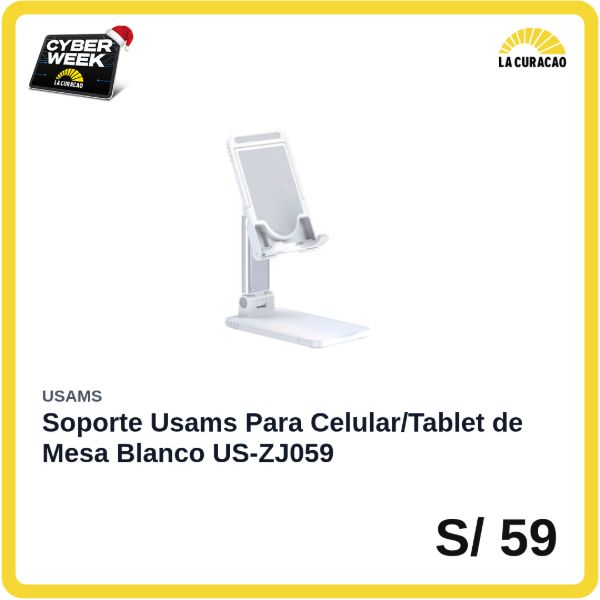 CYBER
WEEK
LA CURACAO
LA CURACAO
USAMS
Soporte Usams Para Celular/Tablet de
Mesa Blanco US-ZJ059
S/ 59